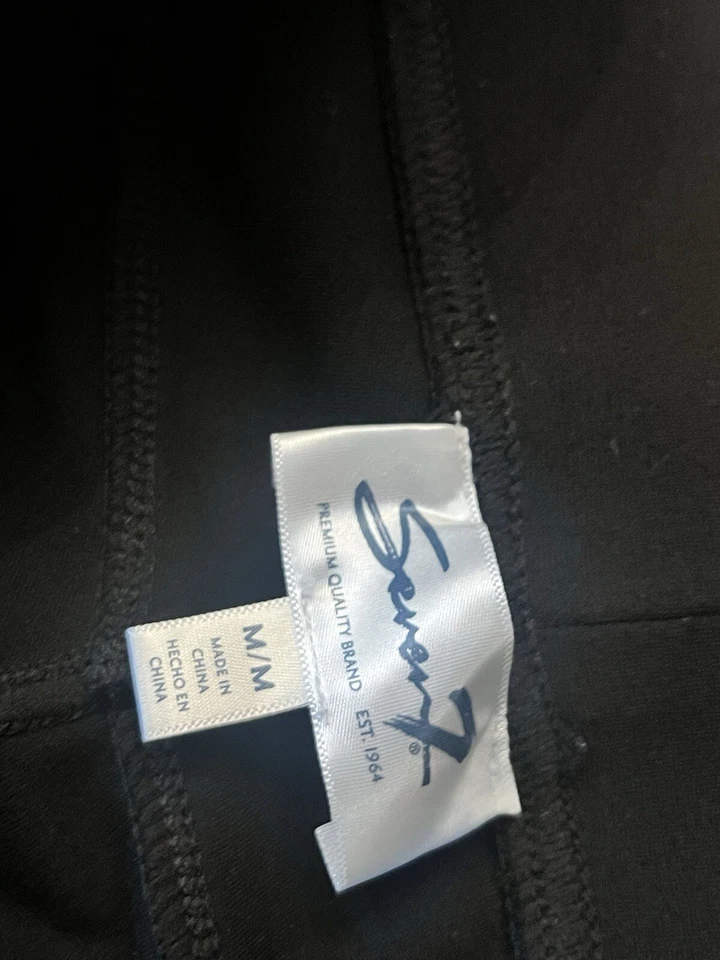 Seven7®
PREMIUM QUALITY BRAND EST. 1964
M/M
MADE IN
CHINA
HECHO EN
CHINA